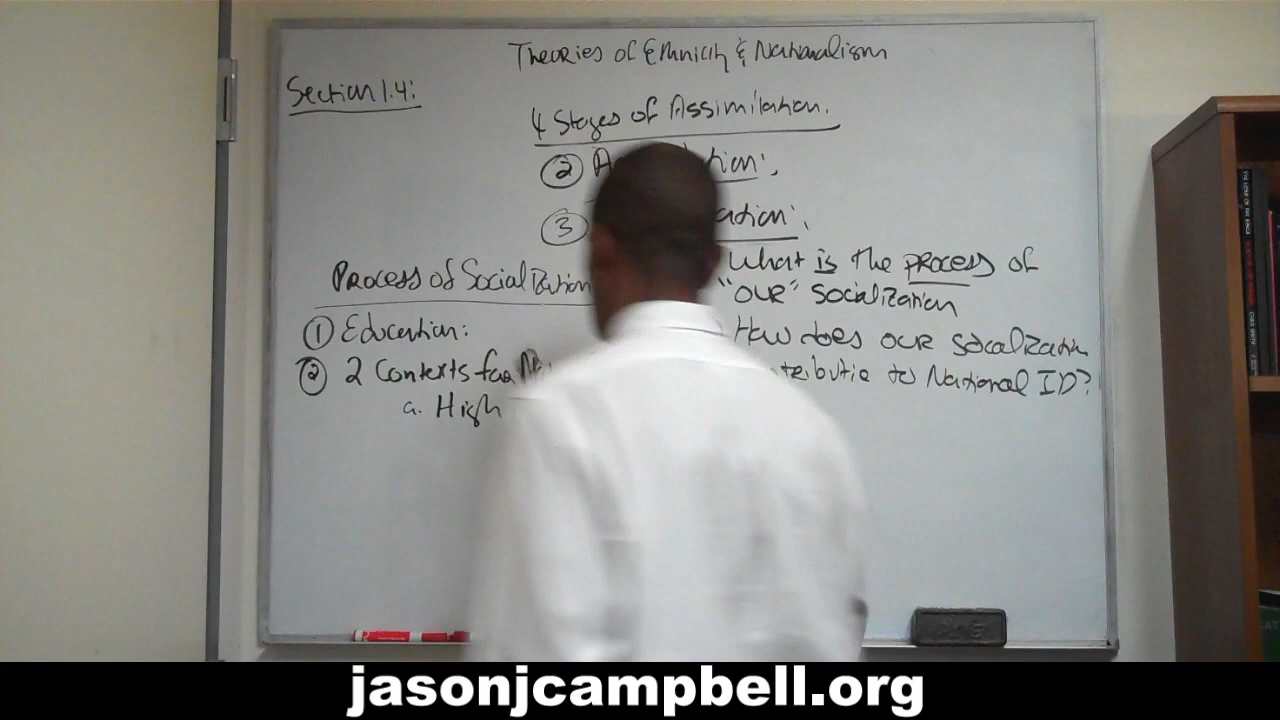 Theories of Ethnicity & Nationalism
Section 1.4:
4 Stages of Assimilation.
②
③
Process of Socialization
① Education:
② 2 Contexts for
a. High
What is the process of
"OUR" Socialization
How does our socialization
to National ID?
jasonjcampbell.org